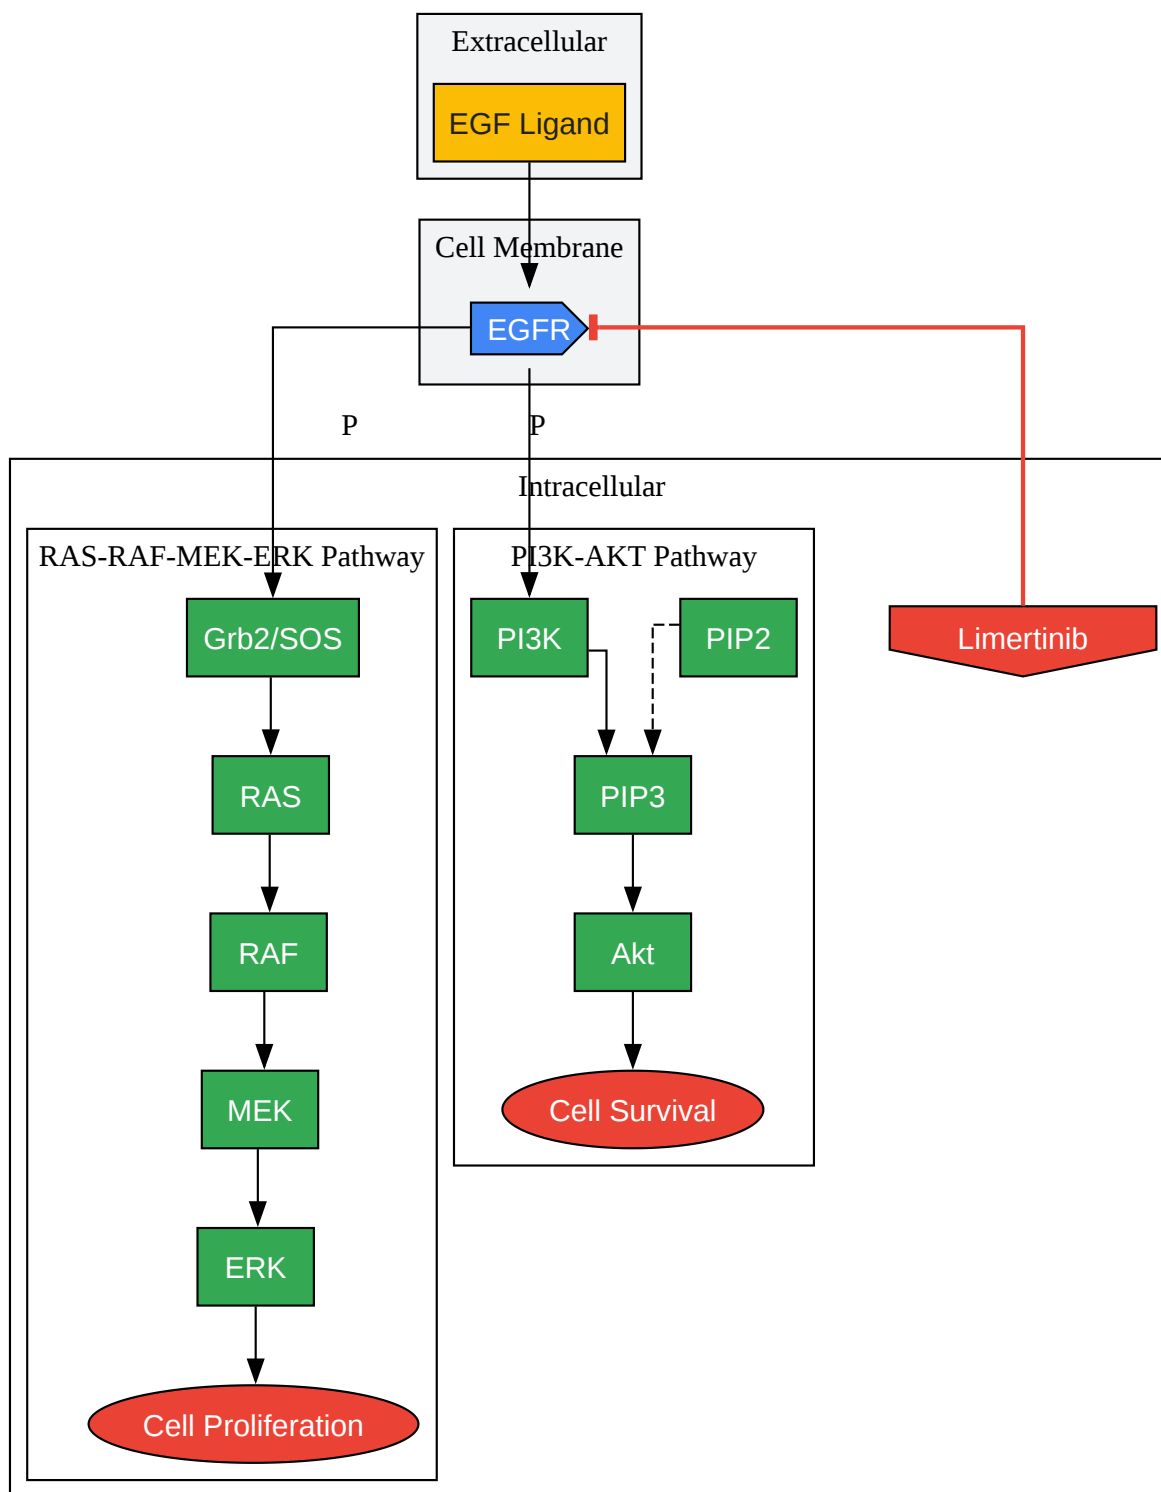 Extracellular
EGF Ligand
Cell Membrane
EGFR
P
P
Intracellular
RAS-RAF-MEK-ERK Pathway
PI3K-AKT Pathway
Grb2/SOS
PI3K
PIP2
Limertinib
RAS
PIP3
RAF
Akt
MEK
Cell Survival
ERK
Cell Proliferation